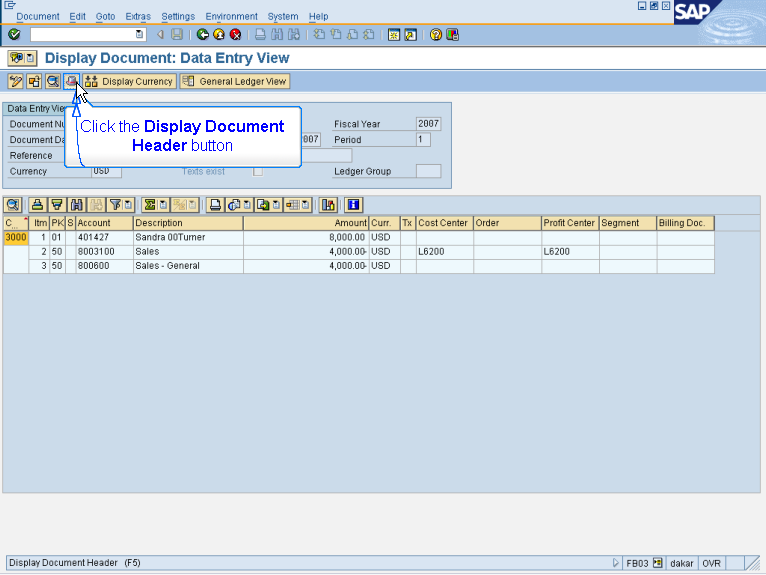 Document Edit Goto Extras Settings Environment System Help
SAP
Display Document: Data Entry View
Display Currency General Ledger View
Data Entry Vie
Click the Display Document
Header button
Document Nu Fiscal Year 2007
Document Da 007 Period 1
Reference
Currency USD Texts exist Ledger Group
C... Itm PK S Account Description Amount Curr. Tx Cost Center Order Profit Center Segment Billing Doc.
3000 1 01 401427 Sandra 00Turner 8,000.00 USD
2 50 8003100 Sales 4,000.00- USD L6200 L6200
3 50 800600 Sales - General 4,000.00- USD
Display Document Header (F5) FB03 dakar OVR